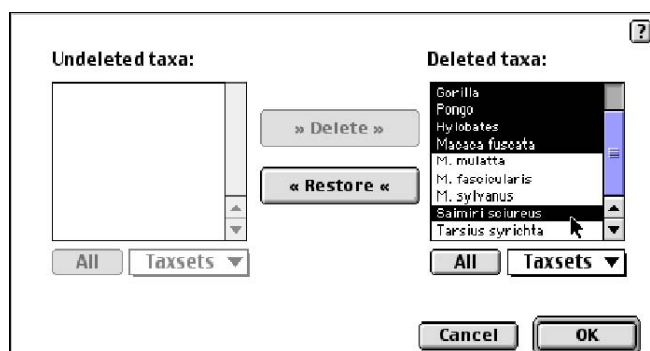 ?
Undeleted taxa:
Deleted taxa:
Gorilla
Pongo
Hylobates
Macaca fuscata
M. mulatta
M. fascicularis
M. sylvanus
Saimiri sciureus
Tarsius syrichta
» Delete »
« Restore «
All
Taxsets
All
Taxsets
Cancel
OK